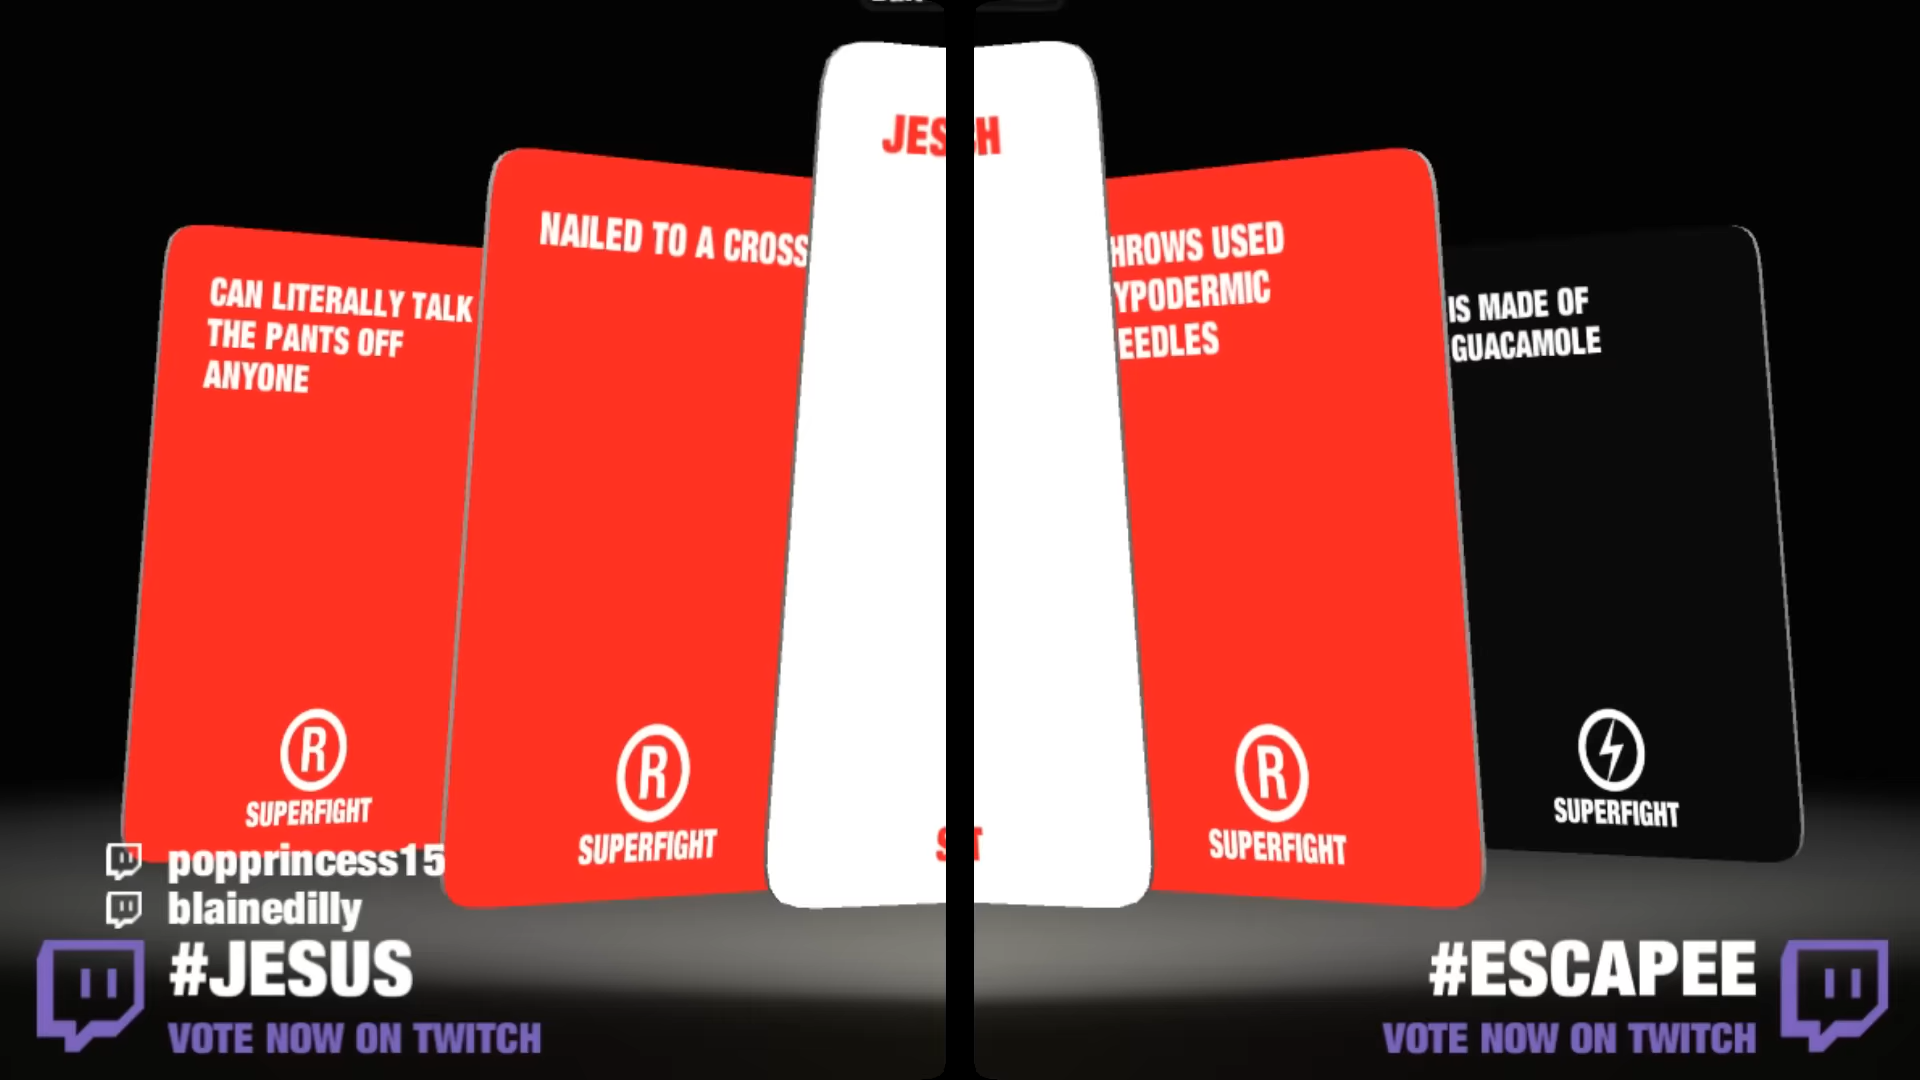 CAN LITERALLY TALK
THE PANTS OFF
ANYONE
SUPERFIGHT
NAILED TO A CROSS
SUPERFIGHT
HROWS USED
YPODERMIC
EEDLES
SUPERFIGHT
IS MADE OF
GUACAMOLE
SUPERFIGHT
popprincess15
blainedilly
#JESUS
VOTE NOW ON TWITCH
#ESCAPEE
VOTE NOW ON TWITCH